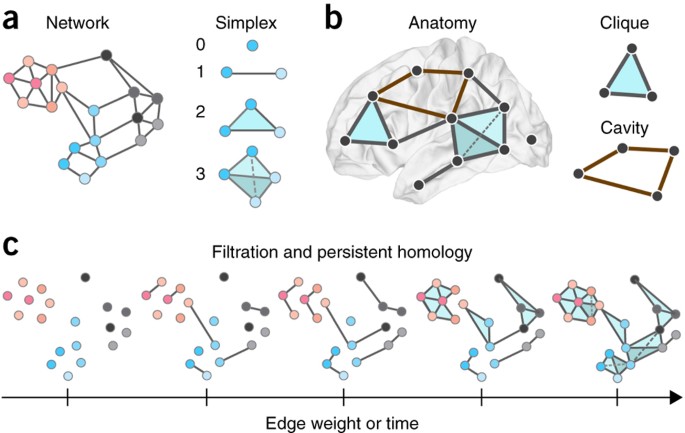 a
Network
Simplex
0
1
2
3
b
Anatomy
Clique
Cavity
c
Filtration and persistent homology
Edge weight or time